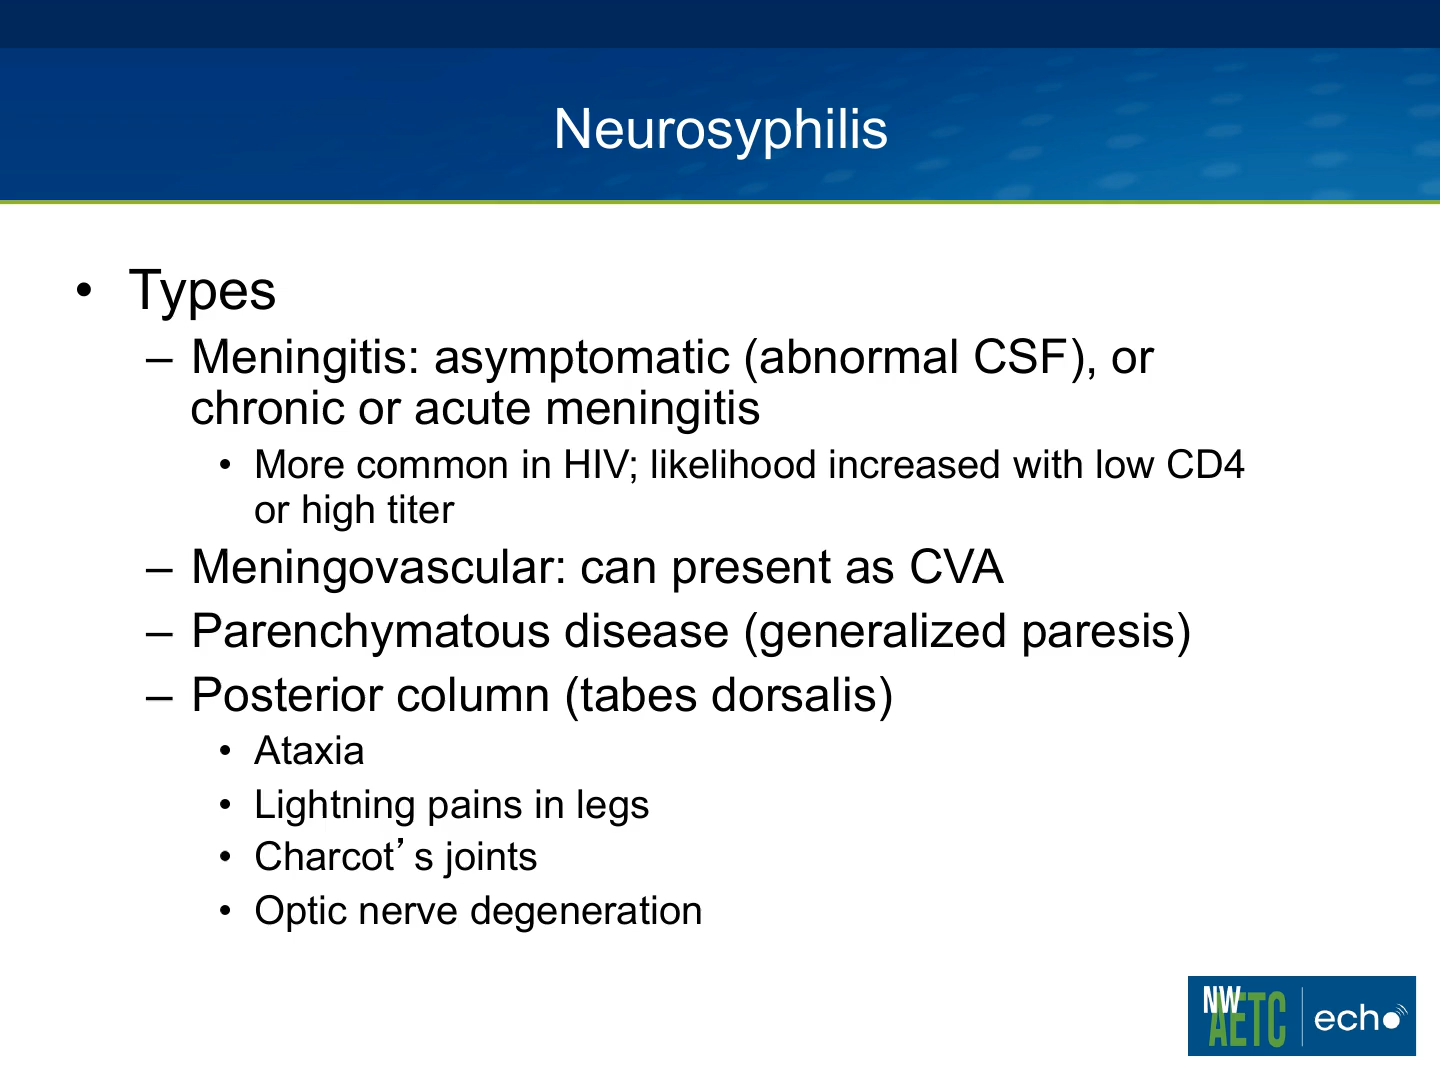 Neurosyphilis
• Types
– Meningitis: asymptomatic (abnormal CSF), or
chronic or acute meningitis
• More common in HIV; likelihood increased with low CD4
or high titer
– Meningovascular: can present as CVA
– Parenchymatous disease (generalized paresis)
– Posterior column (tabes dorsalis)
• Ataxia
• Lightning pains in legs
• Charcot’s joints
• Optic nerve degeneration
NW AETC echo